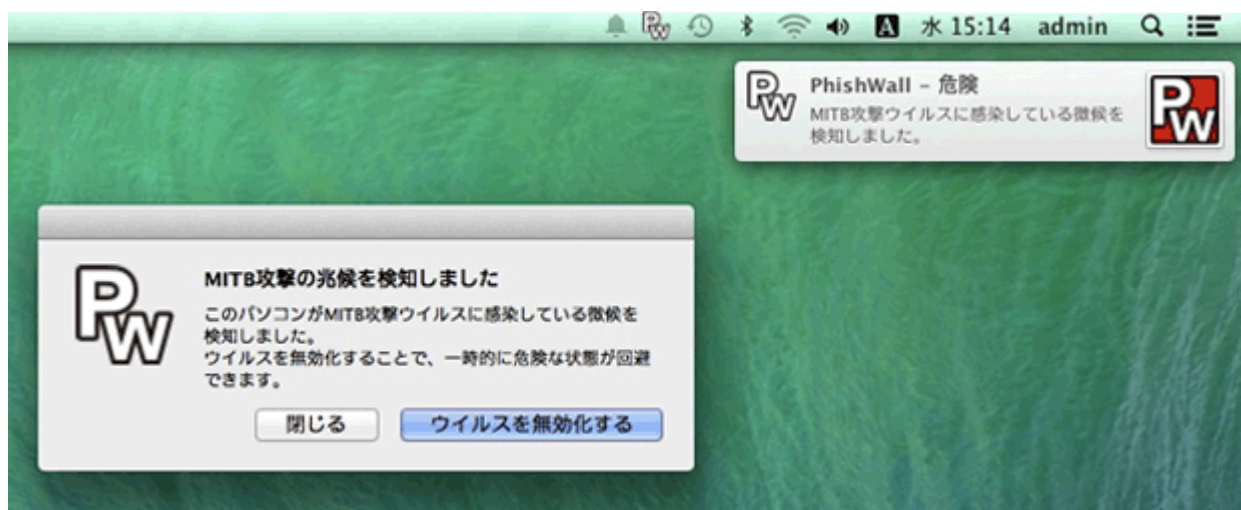 PW A 水 15:14 admin
PW PhishWall – 危険 PW
MITB攻撃ウイルスに感染している微候を
検知しました。
MITB攻撃の兆候を検知しました
PW
このパソコンがMITB攻撃ウイルスに感染している微候を
検知しました。
ウイルスを無効化することで、一時的に危険な状態が回避
できます。
閉じる ウイルスを無効化する